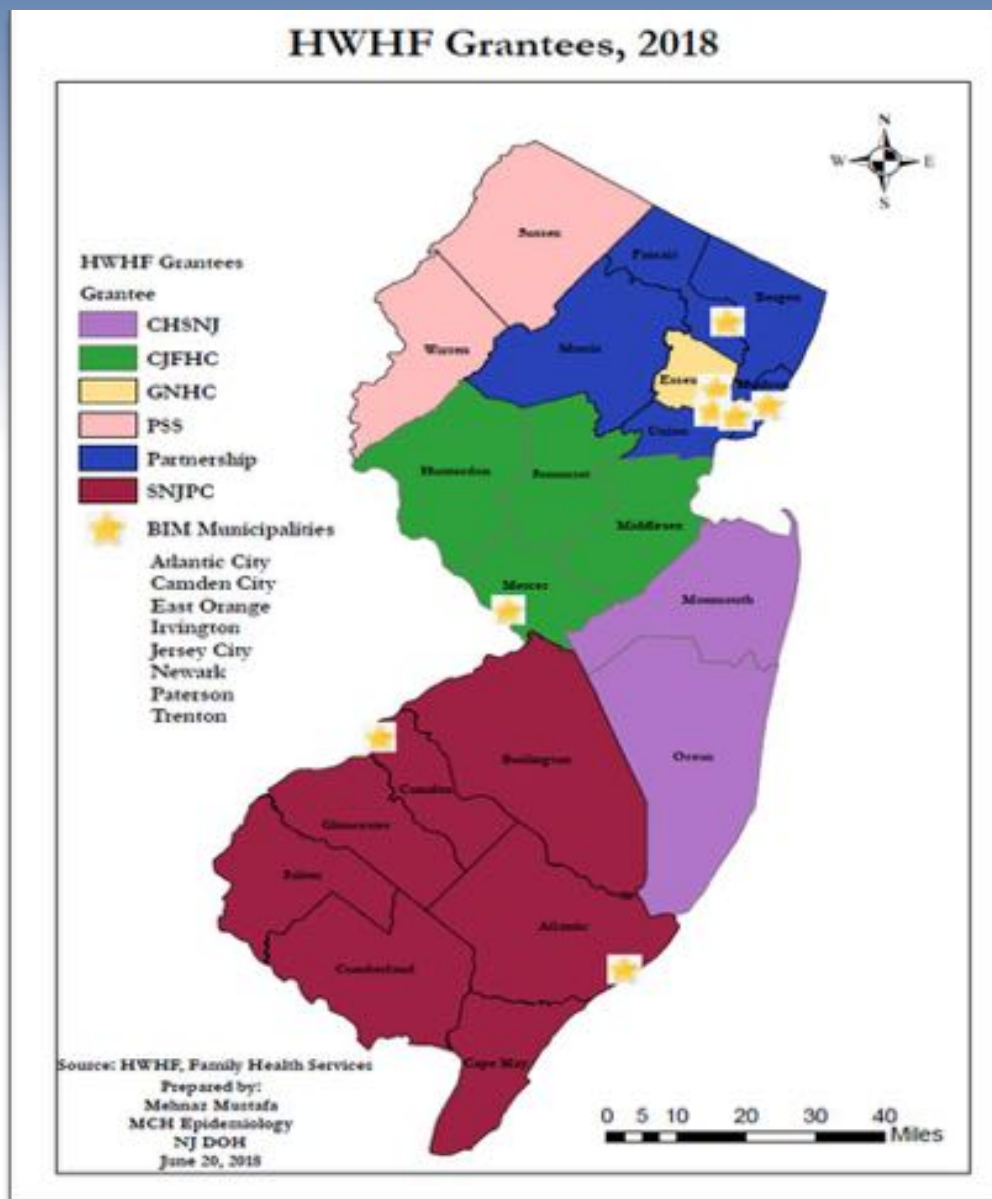 HWHF Grantees, 2018
N
W
E
S
HWHF Grantees
Grantee
CHSNJ
CJFHC
GNHC
PSS
Partnership
SNJPC
BIM Municipalities
Atlantic City
Camden City
East Orange
Irvington
Jersey City
Newark
Paterson
Trenton
Sussex
Passaic
Bergen
Warren
Morris
Essex
Hudson
Union
Hunterdon
Somerset
Middlesex
Mercer
Monmouth
Ocean
Burlington
Camden
Gloucester
Salem
Atlantic
Cumberland
Cape May
Source: HWHF, Family Health Services
Prepared by:
Mehnaz Mustafa
MCH Epidemiology
NJ DOH
June 20, 2018
0 5 10 20 30 40
Miles